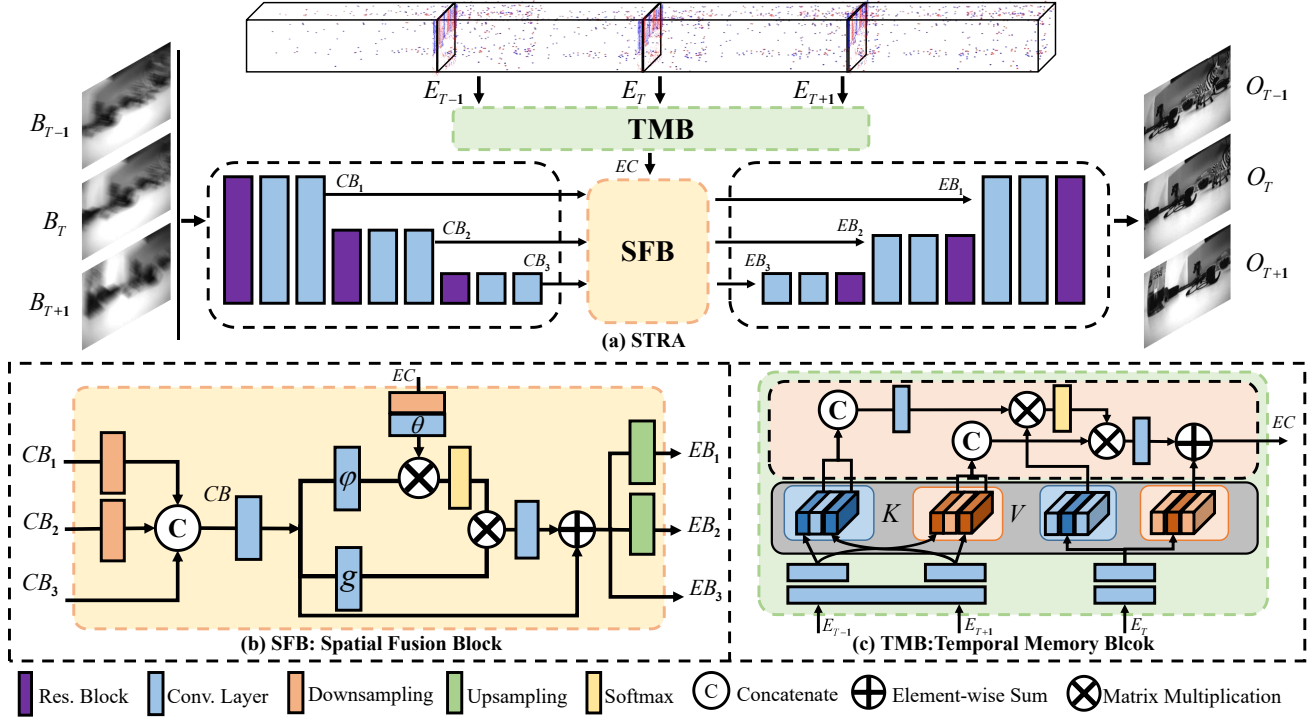 E_{T-1}
E_T
E_{T+1}
TMB
EC
B_{T-1}
B_T
B_{T+1}
CB_1
CB_2
CB_3
SFB
EB_1
EB_2
EB_3
O_{T-1}
O_T
O_{T+1}
(a) STRA
EC
θ
CB_1
CB_2
CB_3
C
CB
φ
g
EB_1
EB_2
EB_3
(b) SFB: Spatial Fusion Block
C
C
EC
K
V
E_{T-1}
E_{T+1}
E_T
(c) TMB:Temporal Memory Blcok
Res. Block
Conv. Layer
Downsampling
Upsampling
Softmax
C Concatenate
Element-wise Sum
Matrix Multiplication